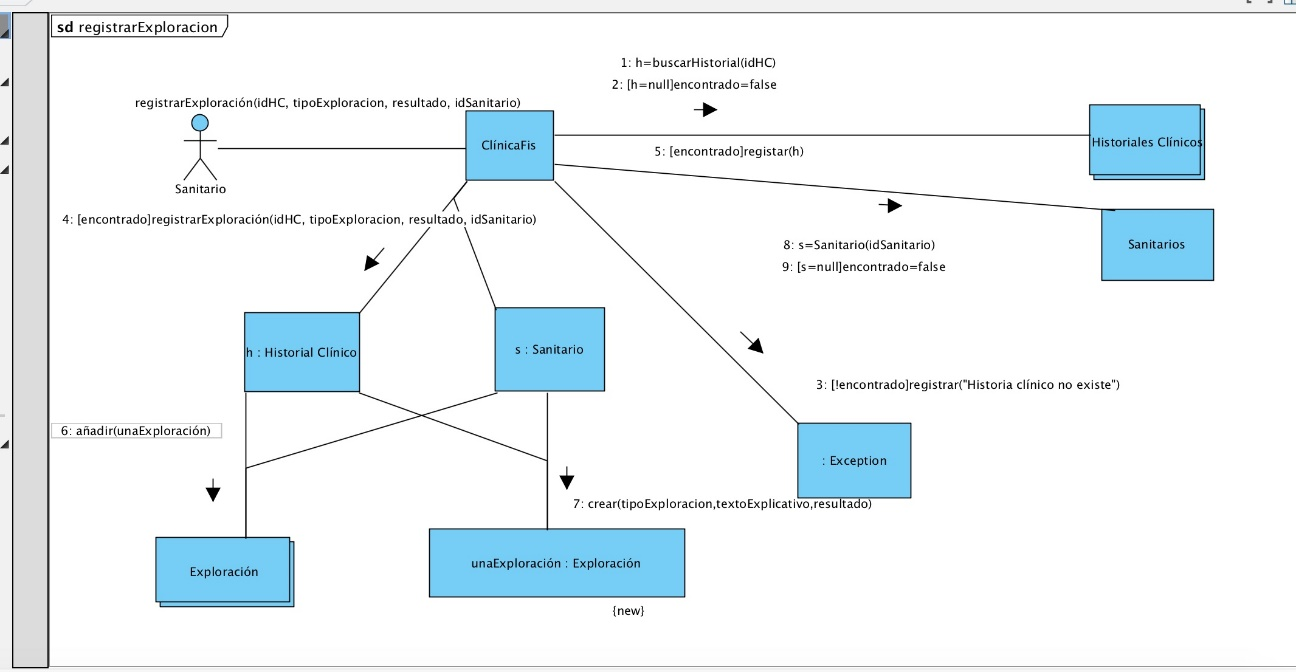 sd registrarExploracion
1: h=buscarHistorial(idHC)
2: [h=null]encontrado=false
registrarExploración(idHC, tipoExploracion, resultado, idSanitario)
ClínicaFis
Historiales Clínicos
5: [encontrado]registar(h)
Sanitario
4: [encontrado]registrarExploración(idHC, tipoExploracion, resultado, idSanitario)
8: s=Sanitario(idSanitario)
9: [s=null]encontrado=false
Sanitarios
h : Historial Clínico
s : Sanitario
3: [!encontrado]registrar("Historia clínico no existe")
6: añadir(unaExploración)
: Exception
7: crear(tipoExploracion,textoExplicativo,resultado)
Exploración
unaExploración : Exploración
{new}